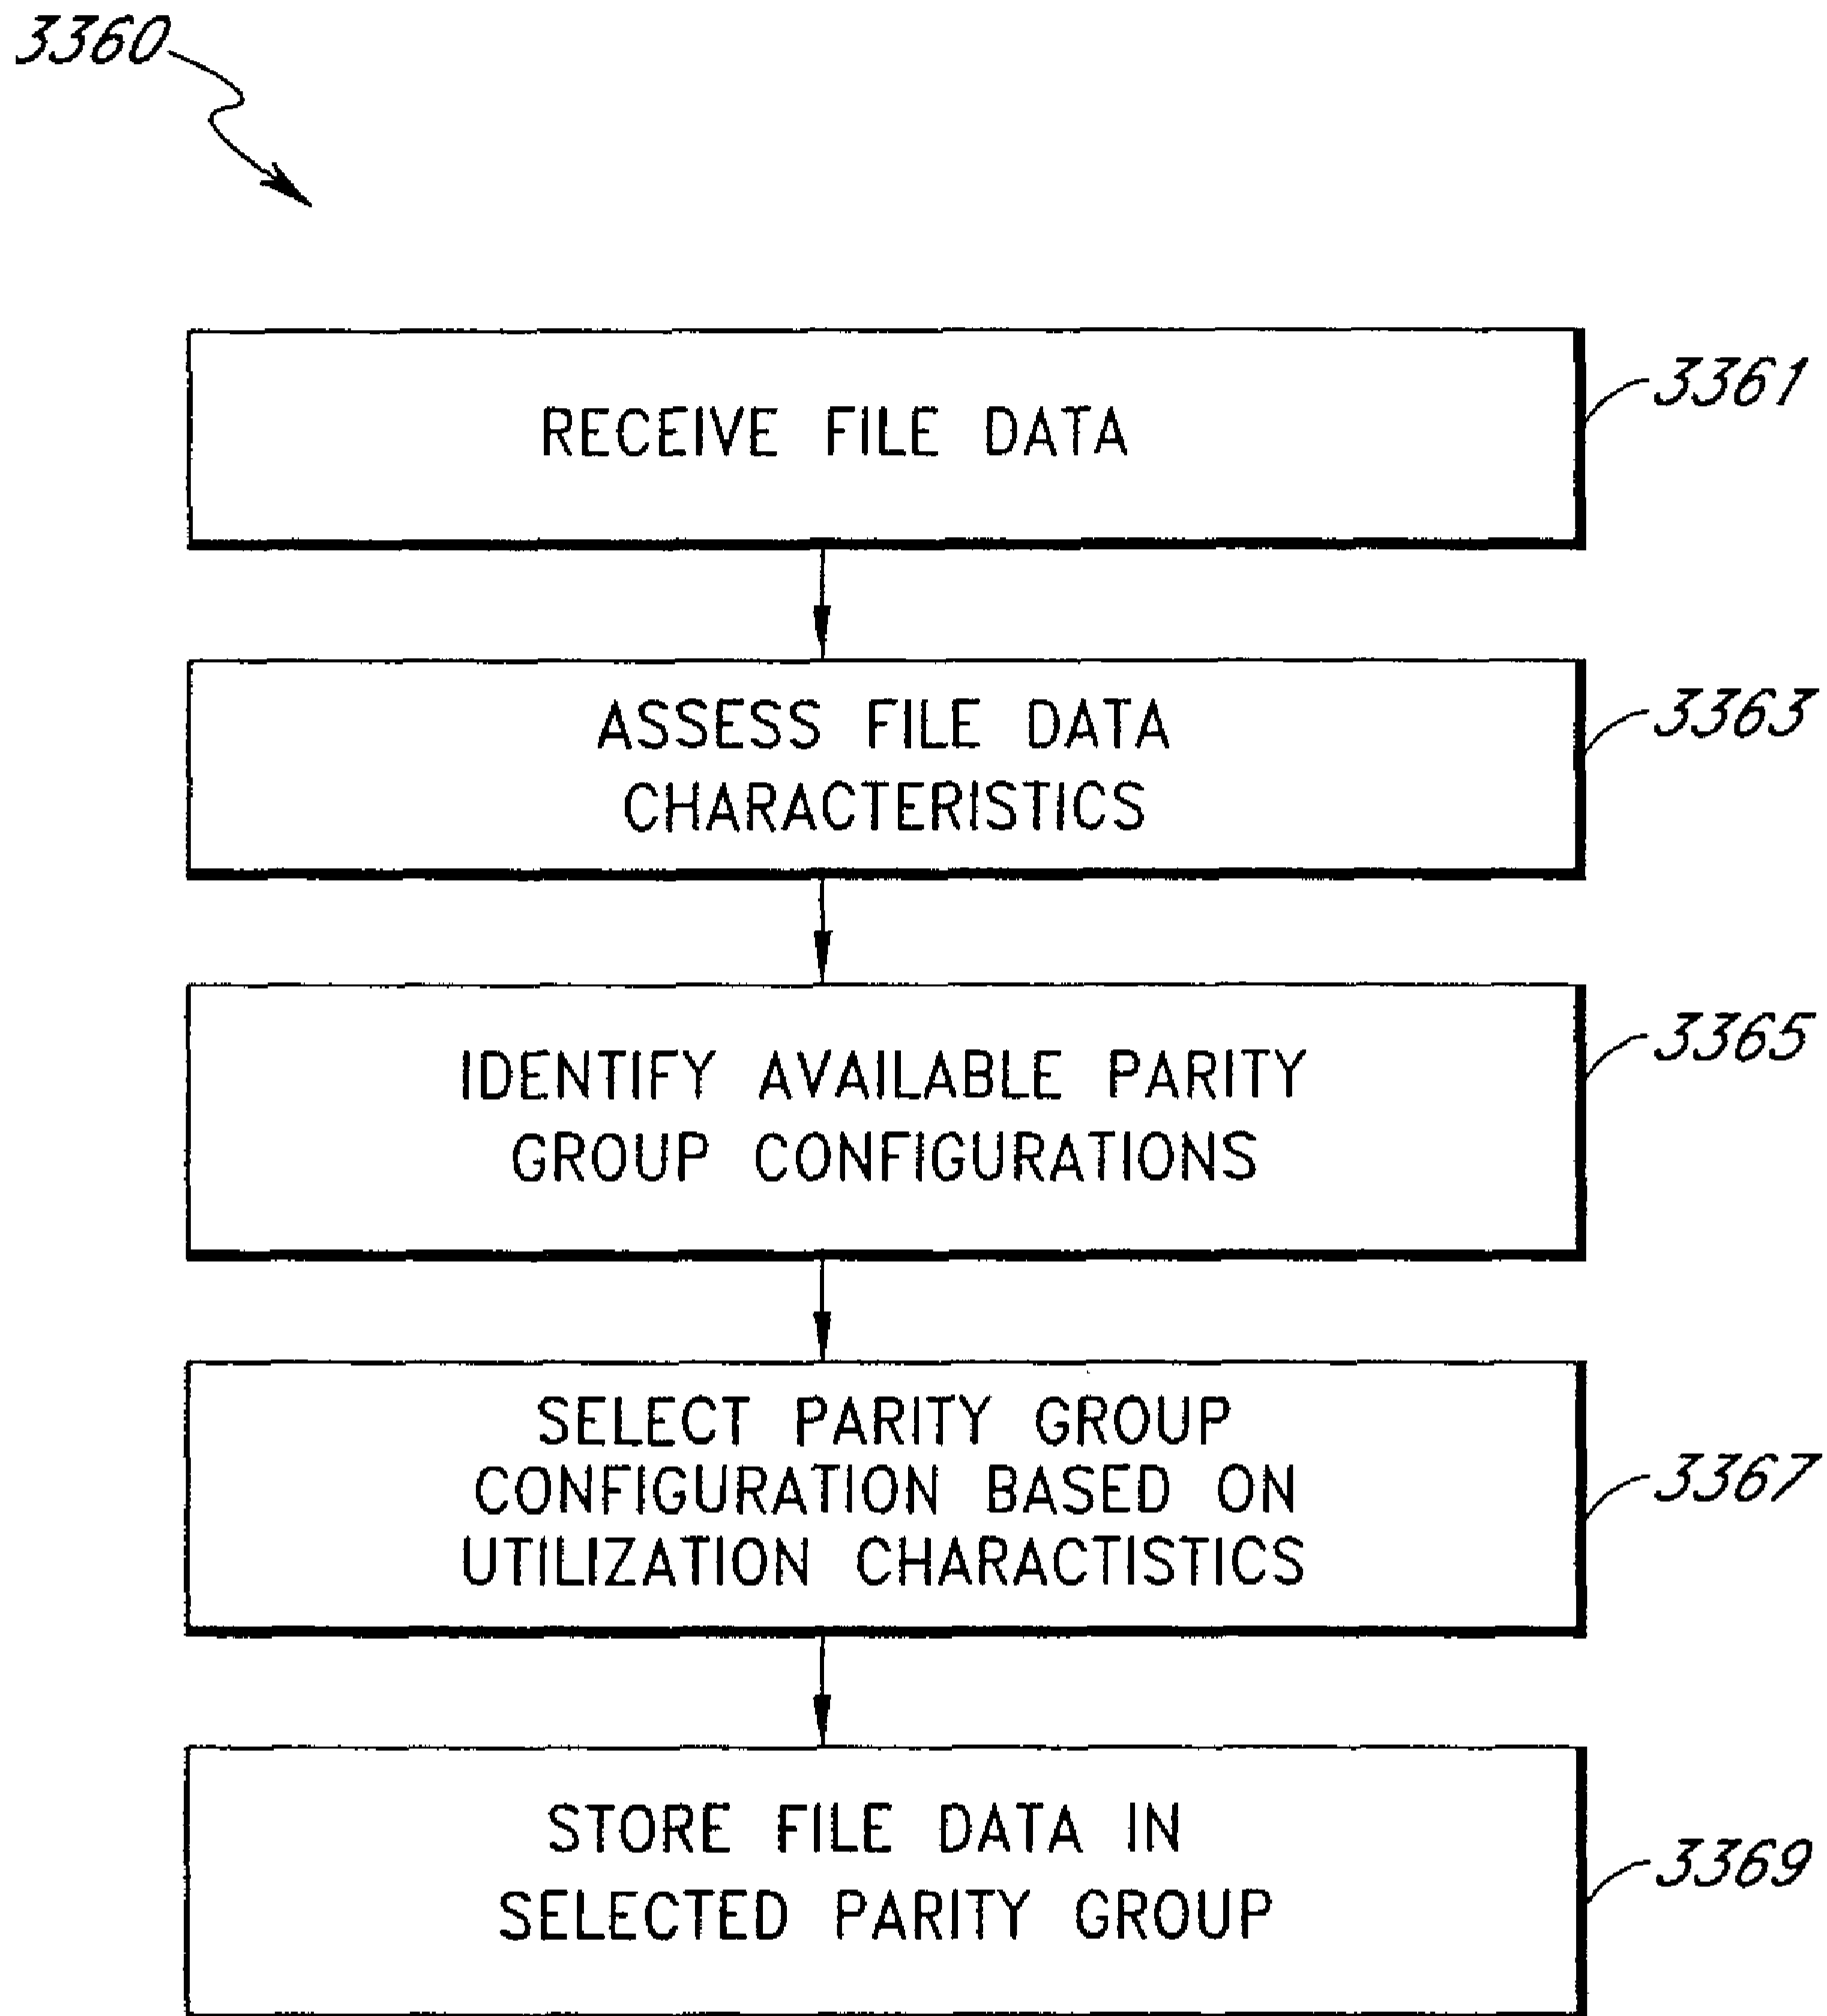 3360
RECEIVE FILE DATA
3361
ASSESS FILE DATA
CHARACTERISTICS
3363
IDENTIFY AVAILABLE PARITY
GROUP CONFIGURATIONS
3365
SELECT PARITY GROUP
CONFIGURATION BASED ON
UTILIZATION CHARACTISTICS
3367
STORE FILE DATA IN
SELECTED PARITY GROUP
3369